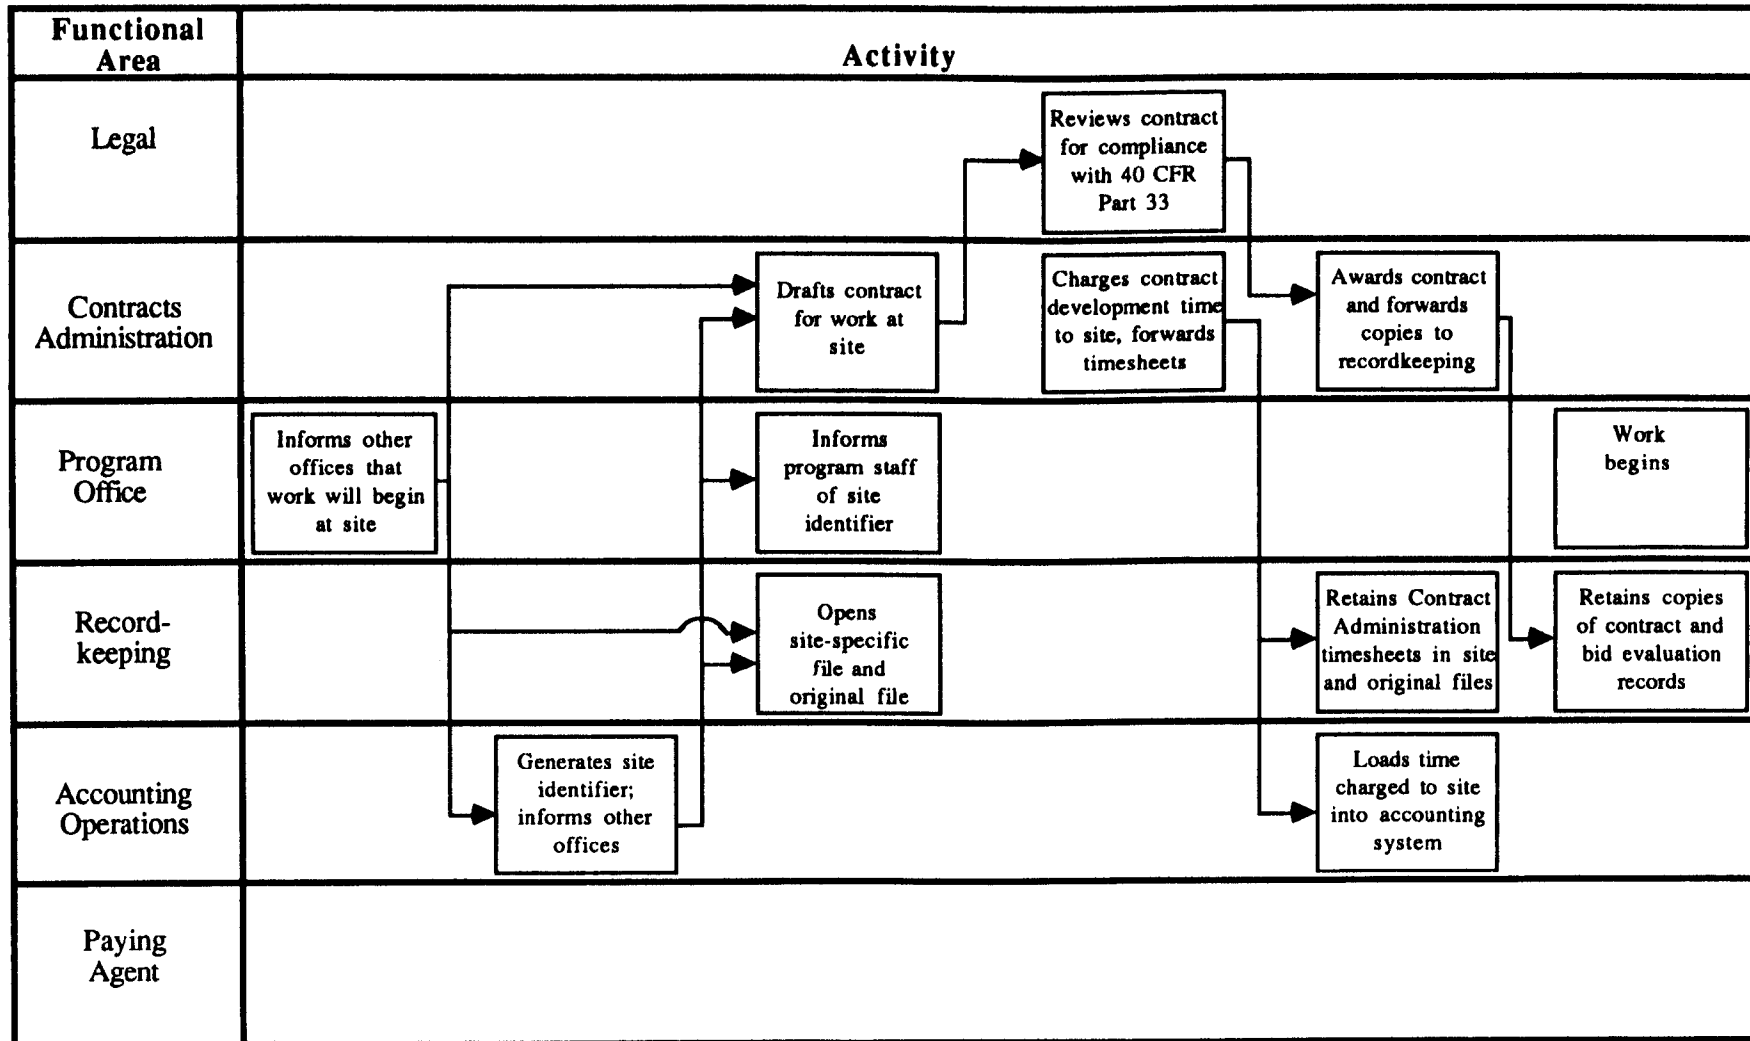 Functional
Area
Activity
Legal
Reviews contract
for compliance
with 40 CFR
Part 33
Contracts
Administration
Drafts contract
for work at
site
Charges contract
development time
to site, forwards
timesheets
Awards contract
and forwards
copies to
recordkeeping
Program
Office
Informs other
offices that
work will begin
at site
Informs
program staff
of site
identifier
Work
begins
Record-
keeping
Opens
site-specific
file and
original file
Retains Contract
Administration
timesheets in site
and original files
Retains copies
of contract and
bid evaluation
records
Accounting
Operations
Generates site
identifier;
informs other
offices
Loads time
charged to site
into accounting
system
Paying
Agent